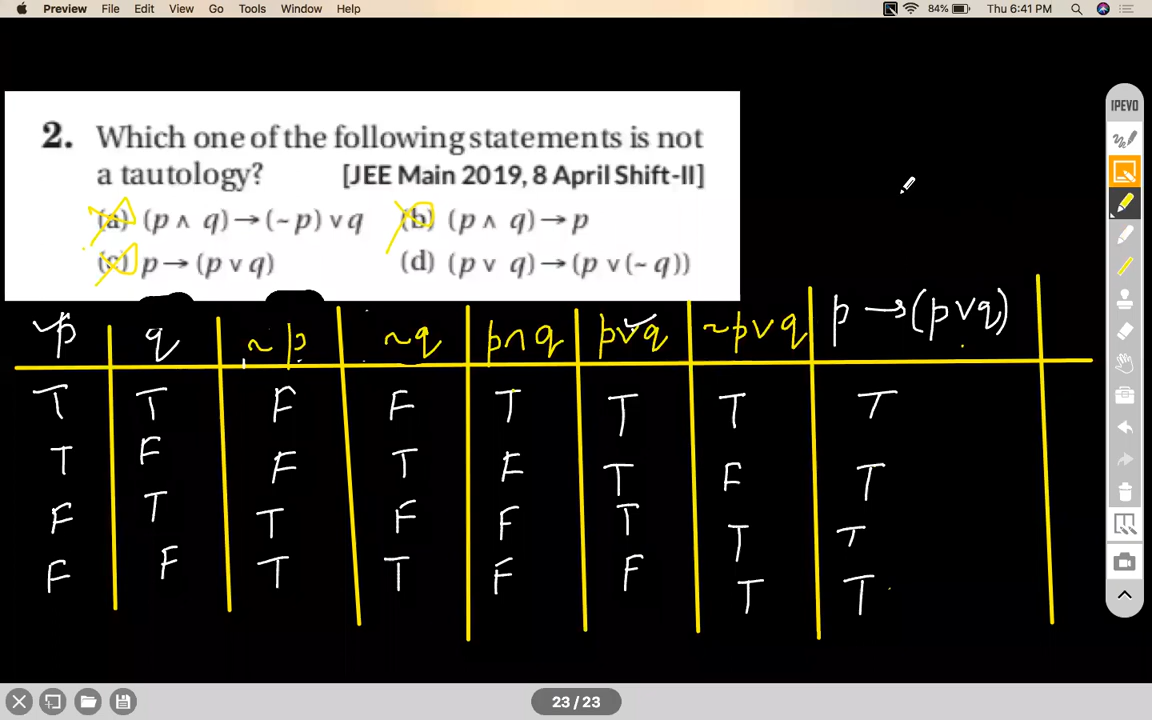 Preview File Edit View Go Tools Window Help 84% Thu 6:41 PM
IPEVO
2. Which one of the following statements is not
a tautology? [JEE Main 2019, 8 April Shift-II]
(a) (p ∧ q) → (~ p) ∨ q (b) (p ∧ q) → p
(c) p → (p ∨ q) (d) (p ∨ q) → (p ∨ (~ q))
p q ~p ~q p∧q p∨q ~p∨q p → (p∨q)
T T F F T T T T
T F F T F T F T
F T T F F T T T
F F T T F F T T
23 / 23